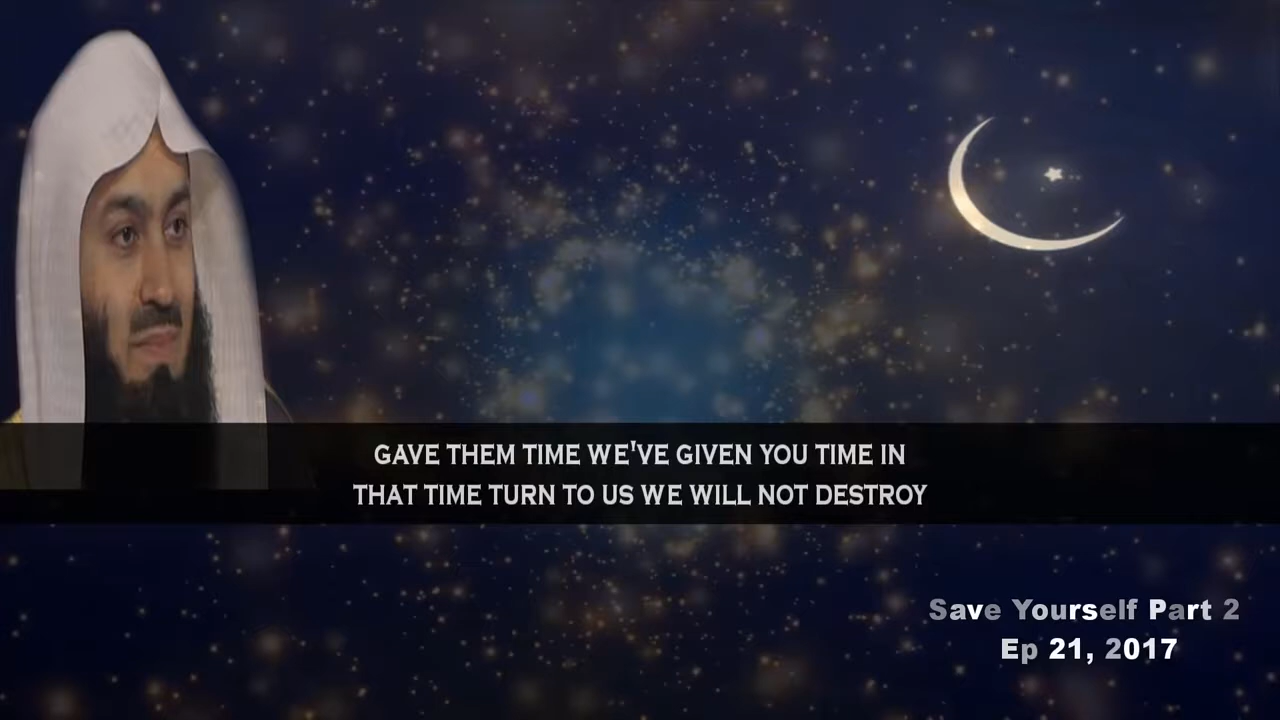 GAVE THEM TIME WE'VE GIVEN YOU TIME IN
THAT TIME TURN TO US WE WILL NOT DESTROY
Save Yourself Part 2
Ep 21, 2017